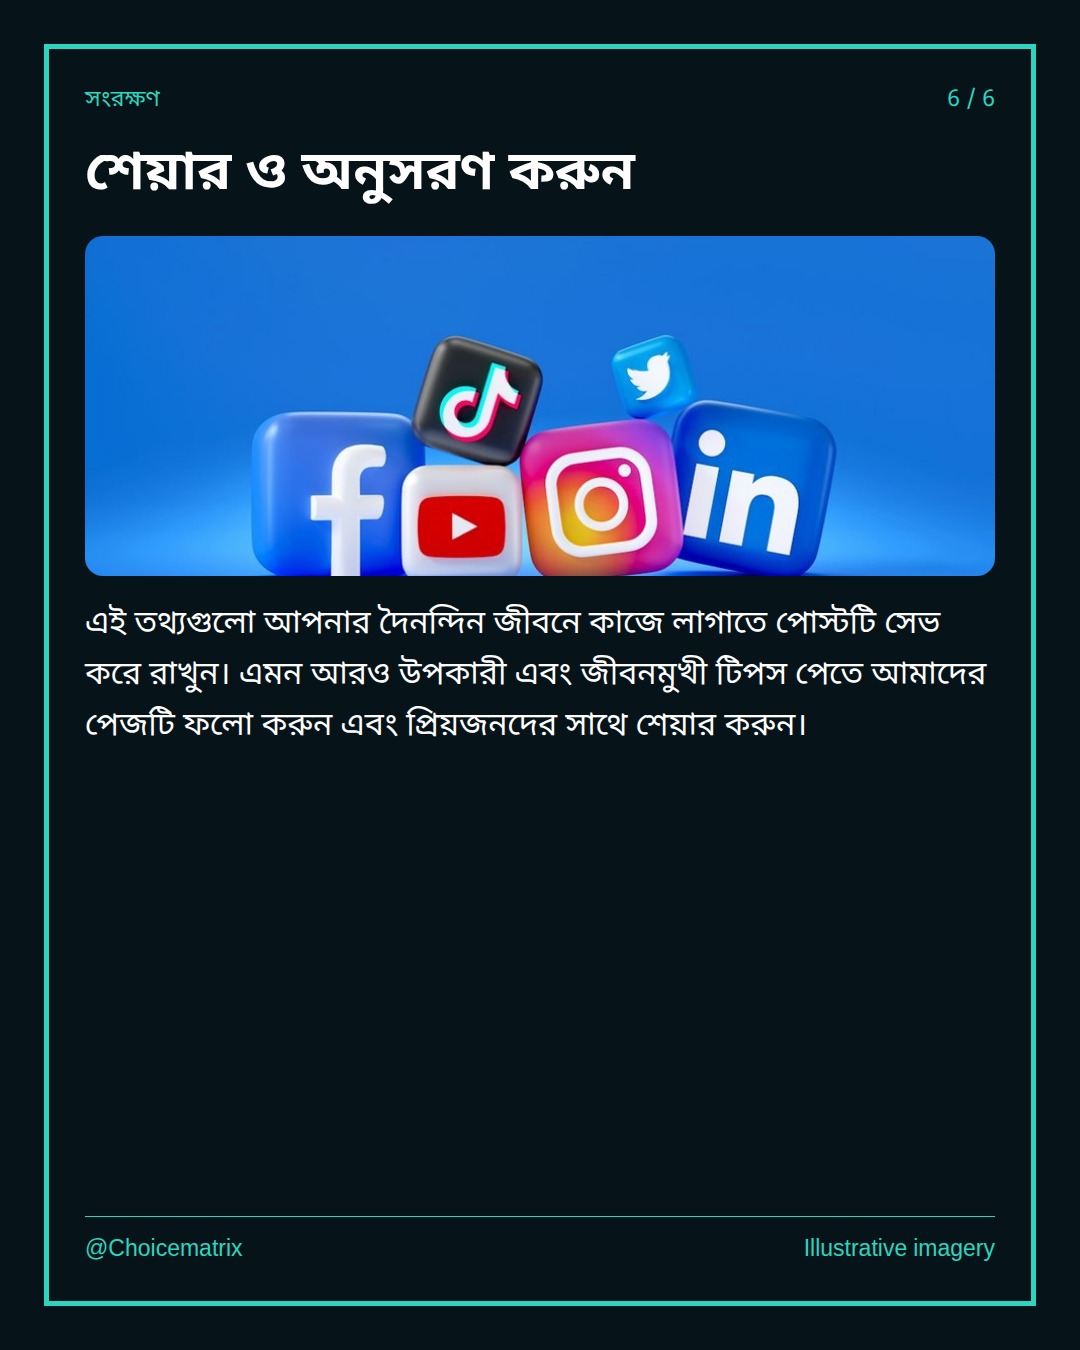 সংরক্ষণ
6 / 6
শেয়ার ও অনুসরণ করুন
in
এই তথ্যগুলো আপনার দৈনন্দিন জীবনে কাজে লাগাতে পোস্টটি সেভ
করে রাখুন। এমন আরও উপকারী এবং জীবনমুখী টিপস পেতে আমাদের
পেজটি ফলো করুন এবং প্রিয়জনদের সাথে শেয়ার করুন।
@Choicematrix
Illustrative imagery